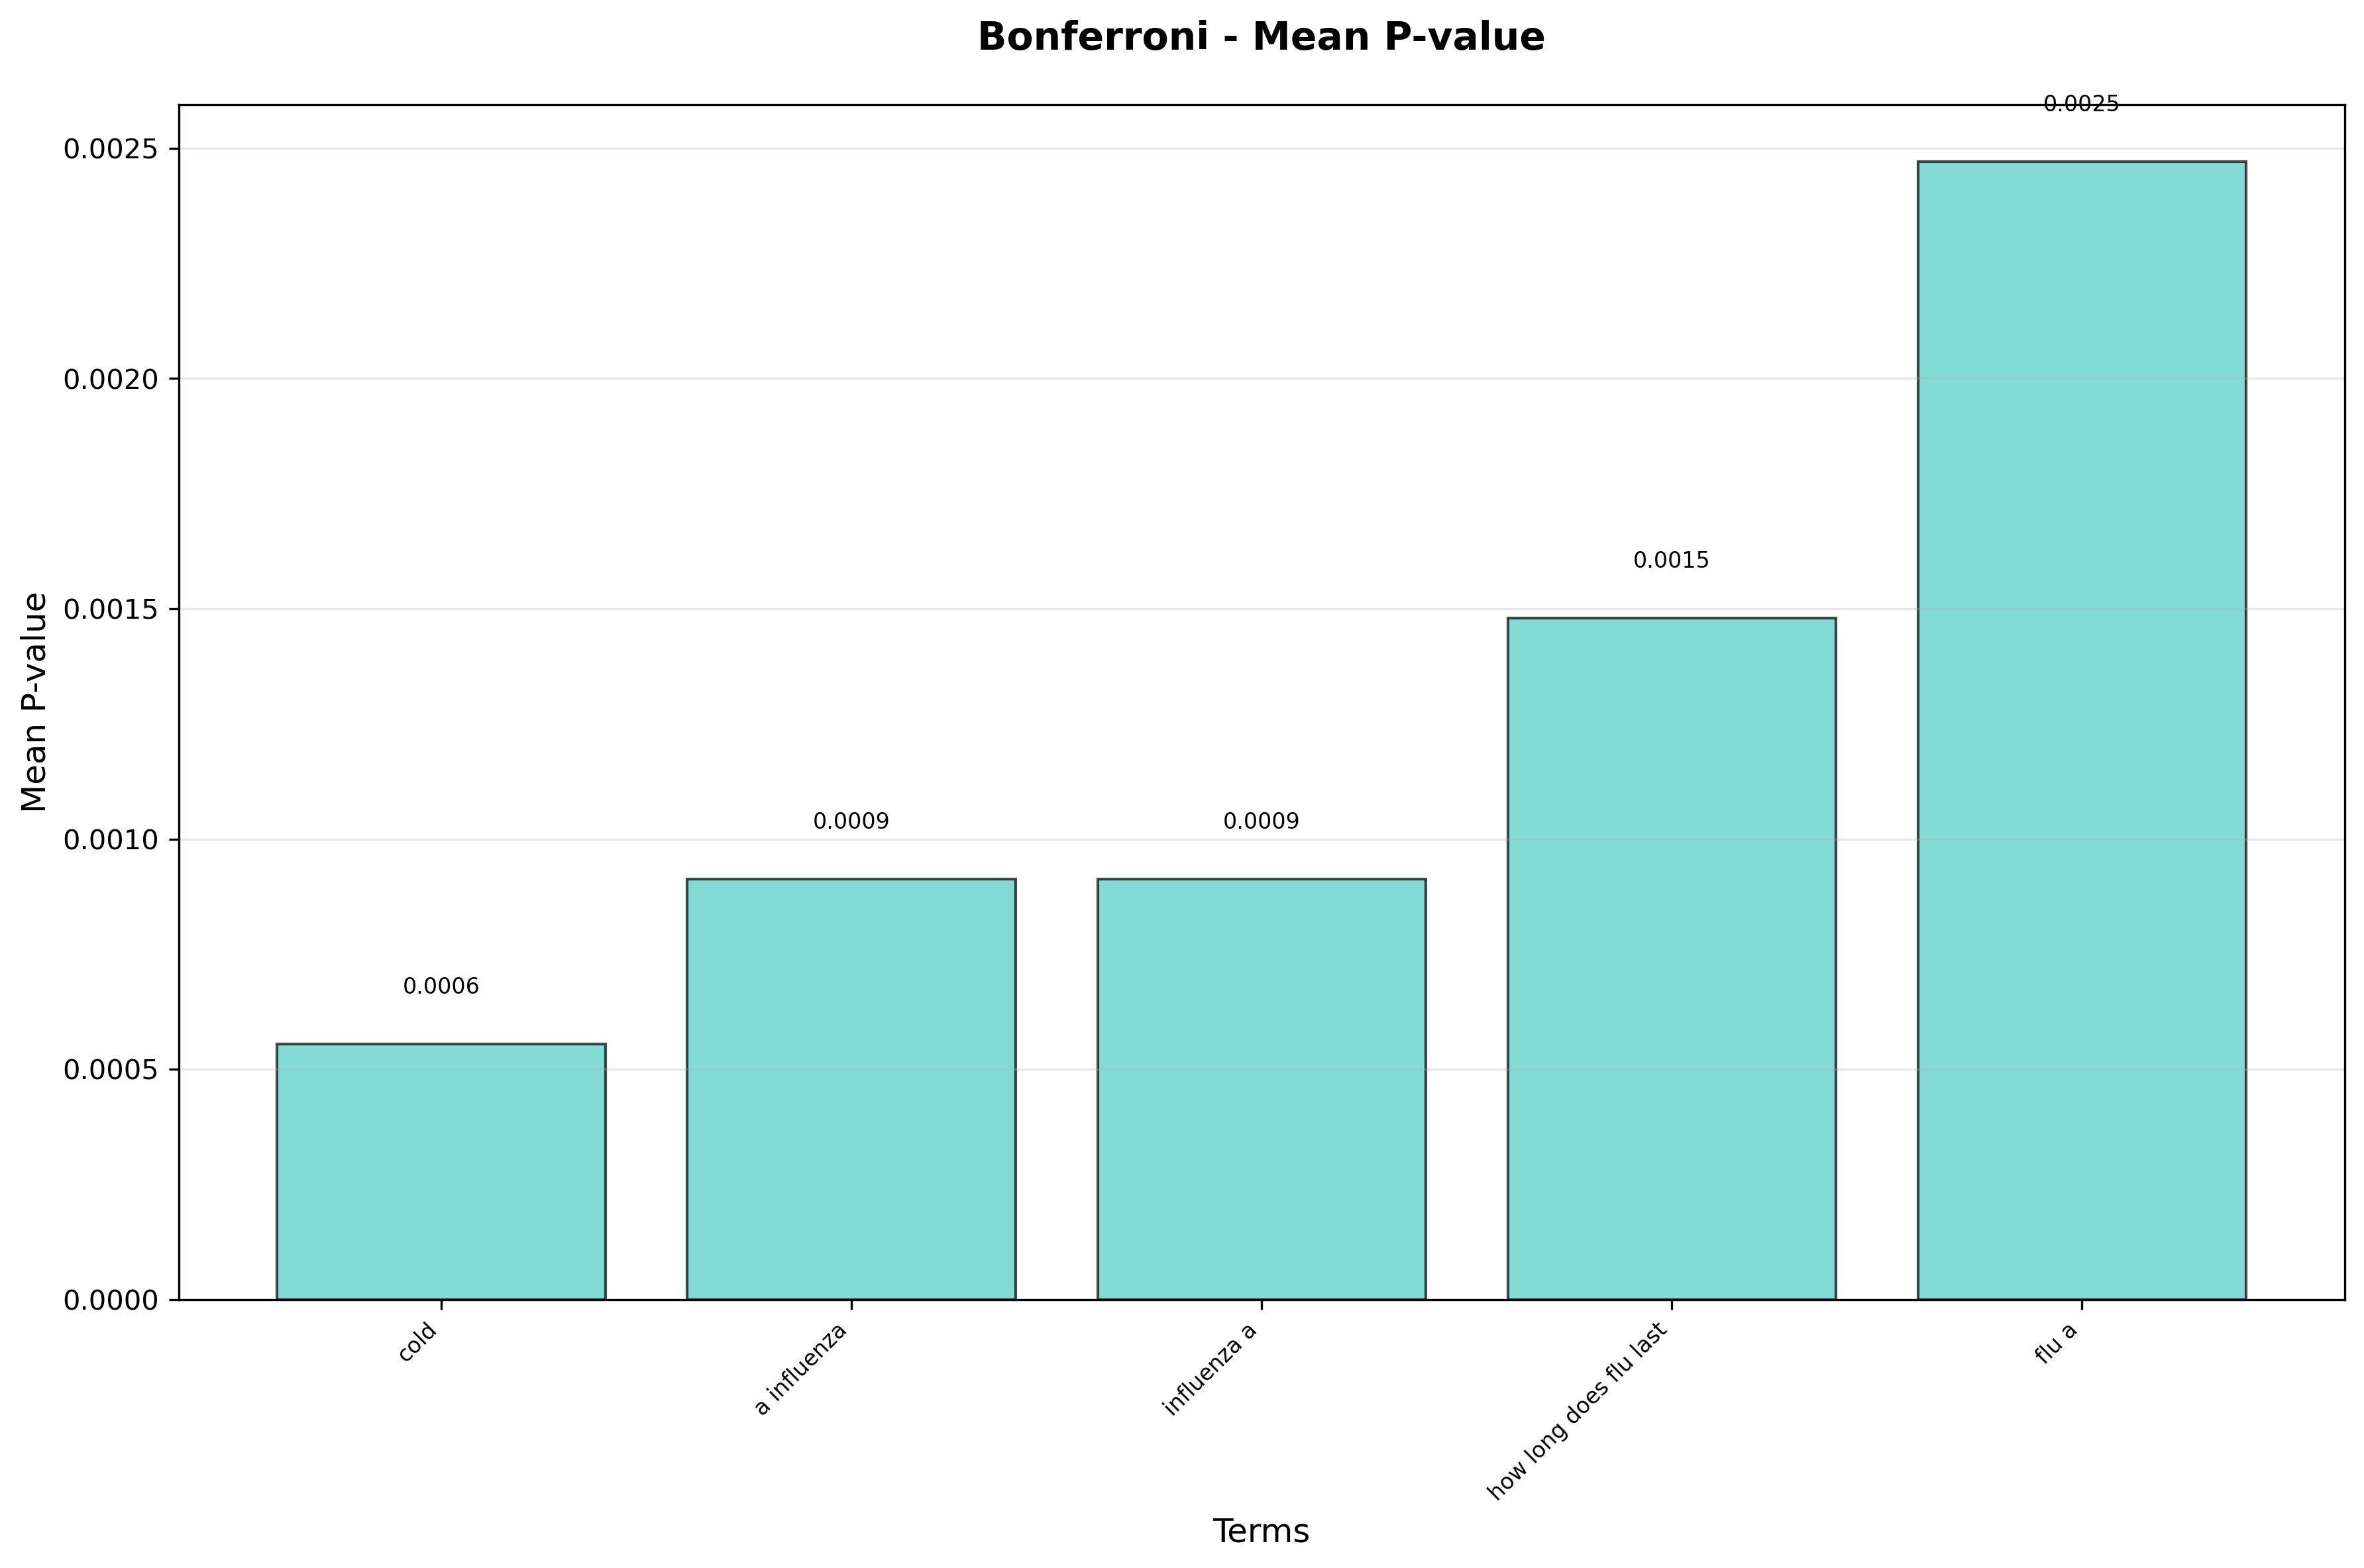 Bonferroni - Mean P-value
0.0025
0.0025
0.0020
0.0015
0.0015
0.0009
0.0009
0.0010
0.0006
0.0005
0.0000
Mean P-value
cold
a influenza
influenza a
how long does flu last
flu a
Terms